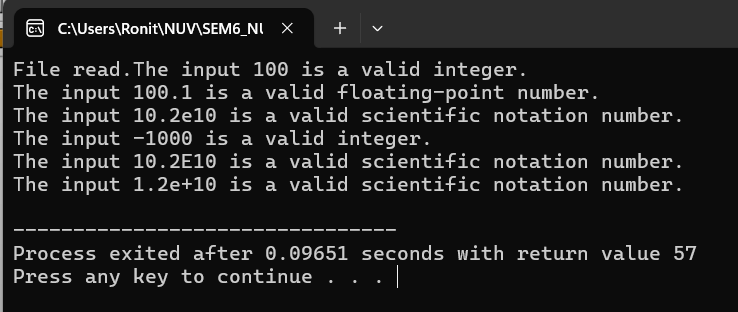 C:\Users\Ronit\NUV\SEM6_NU
File read.The input 100 is a valid integer.
The input 100.1 is a valid floating-point number.
The input 10.2e10 is a valid scientific notation number.
The input -1000 is a valid integer.
The input 10.2E10 is a valid scientific notation number.
The input 1.2e+10 is a valid scientific notation number.
--------------------------------
Process exited after 0.09651 seconds with return value 57
Press any key to continue . . .